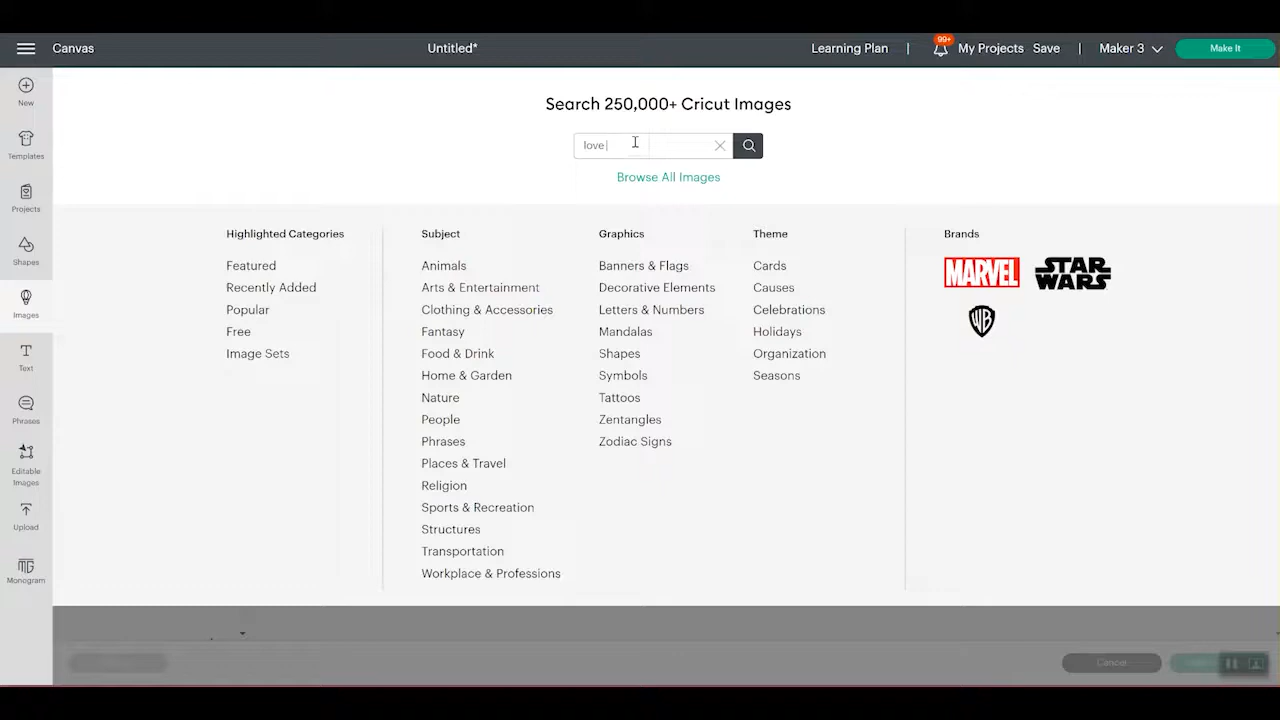 Canvas
Untitled*
Learning Plan
|
99+
My Projects
Save
|
Maker 3
Make It
New
Templates
Projects
Shapes
Images
Text
Phrases
Editable
Images
Upload
Monogram
Search 250,000+ Cricut Images
love
Browse All Images
Highlighted Categories
Featured
Recently Added
Popular
Free
Image Sets
Subject
Animals
Arts & Entertainment
Clothing & Accessories
Fantasy
Food & Drink
Home & Garden
Nature
People
Phrases
Places & Travel
Religion
Sports & Recreation
Structures
Transportation
Workplace & Professions
Graphics
Banners & Flags
Decorative Elements
Letters & Numbers
Mandalas
Shapes
Symbols
Tattoos
Zentangles
Zodiac Signs
Theme
Cards
Causes
Celebrations
Holidays
Organization
Seasons
Brands
MARVEL
STAR
WARS
WB
Cancel